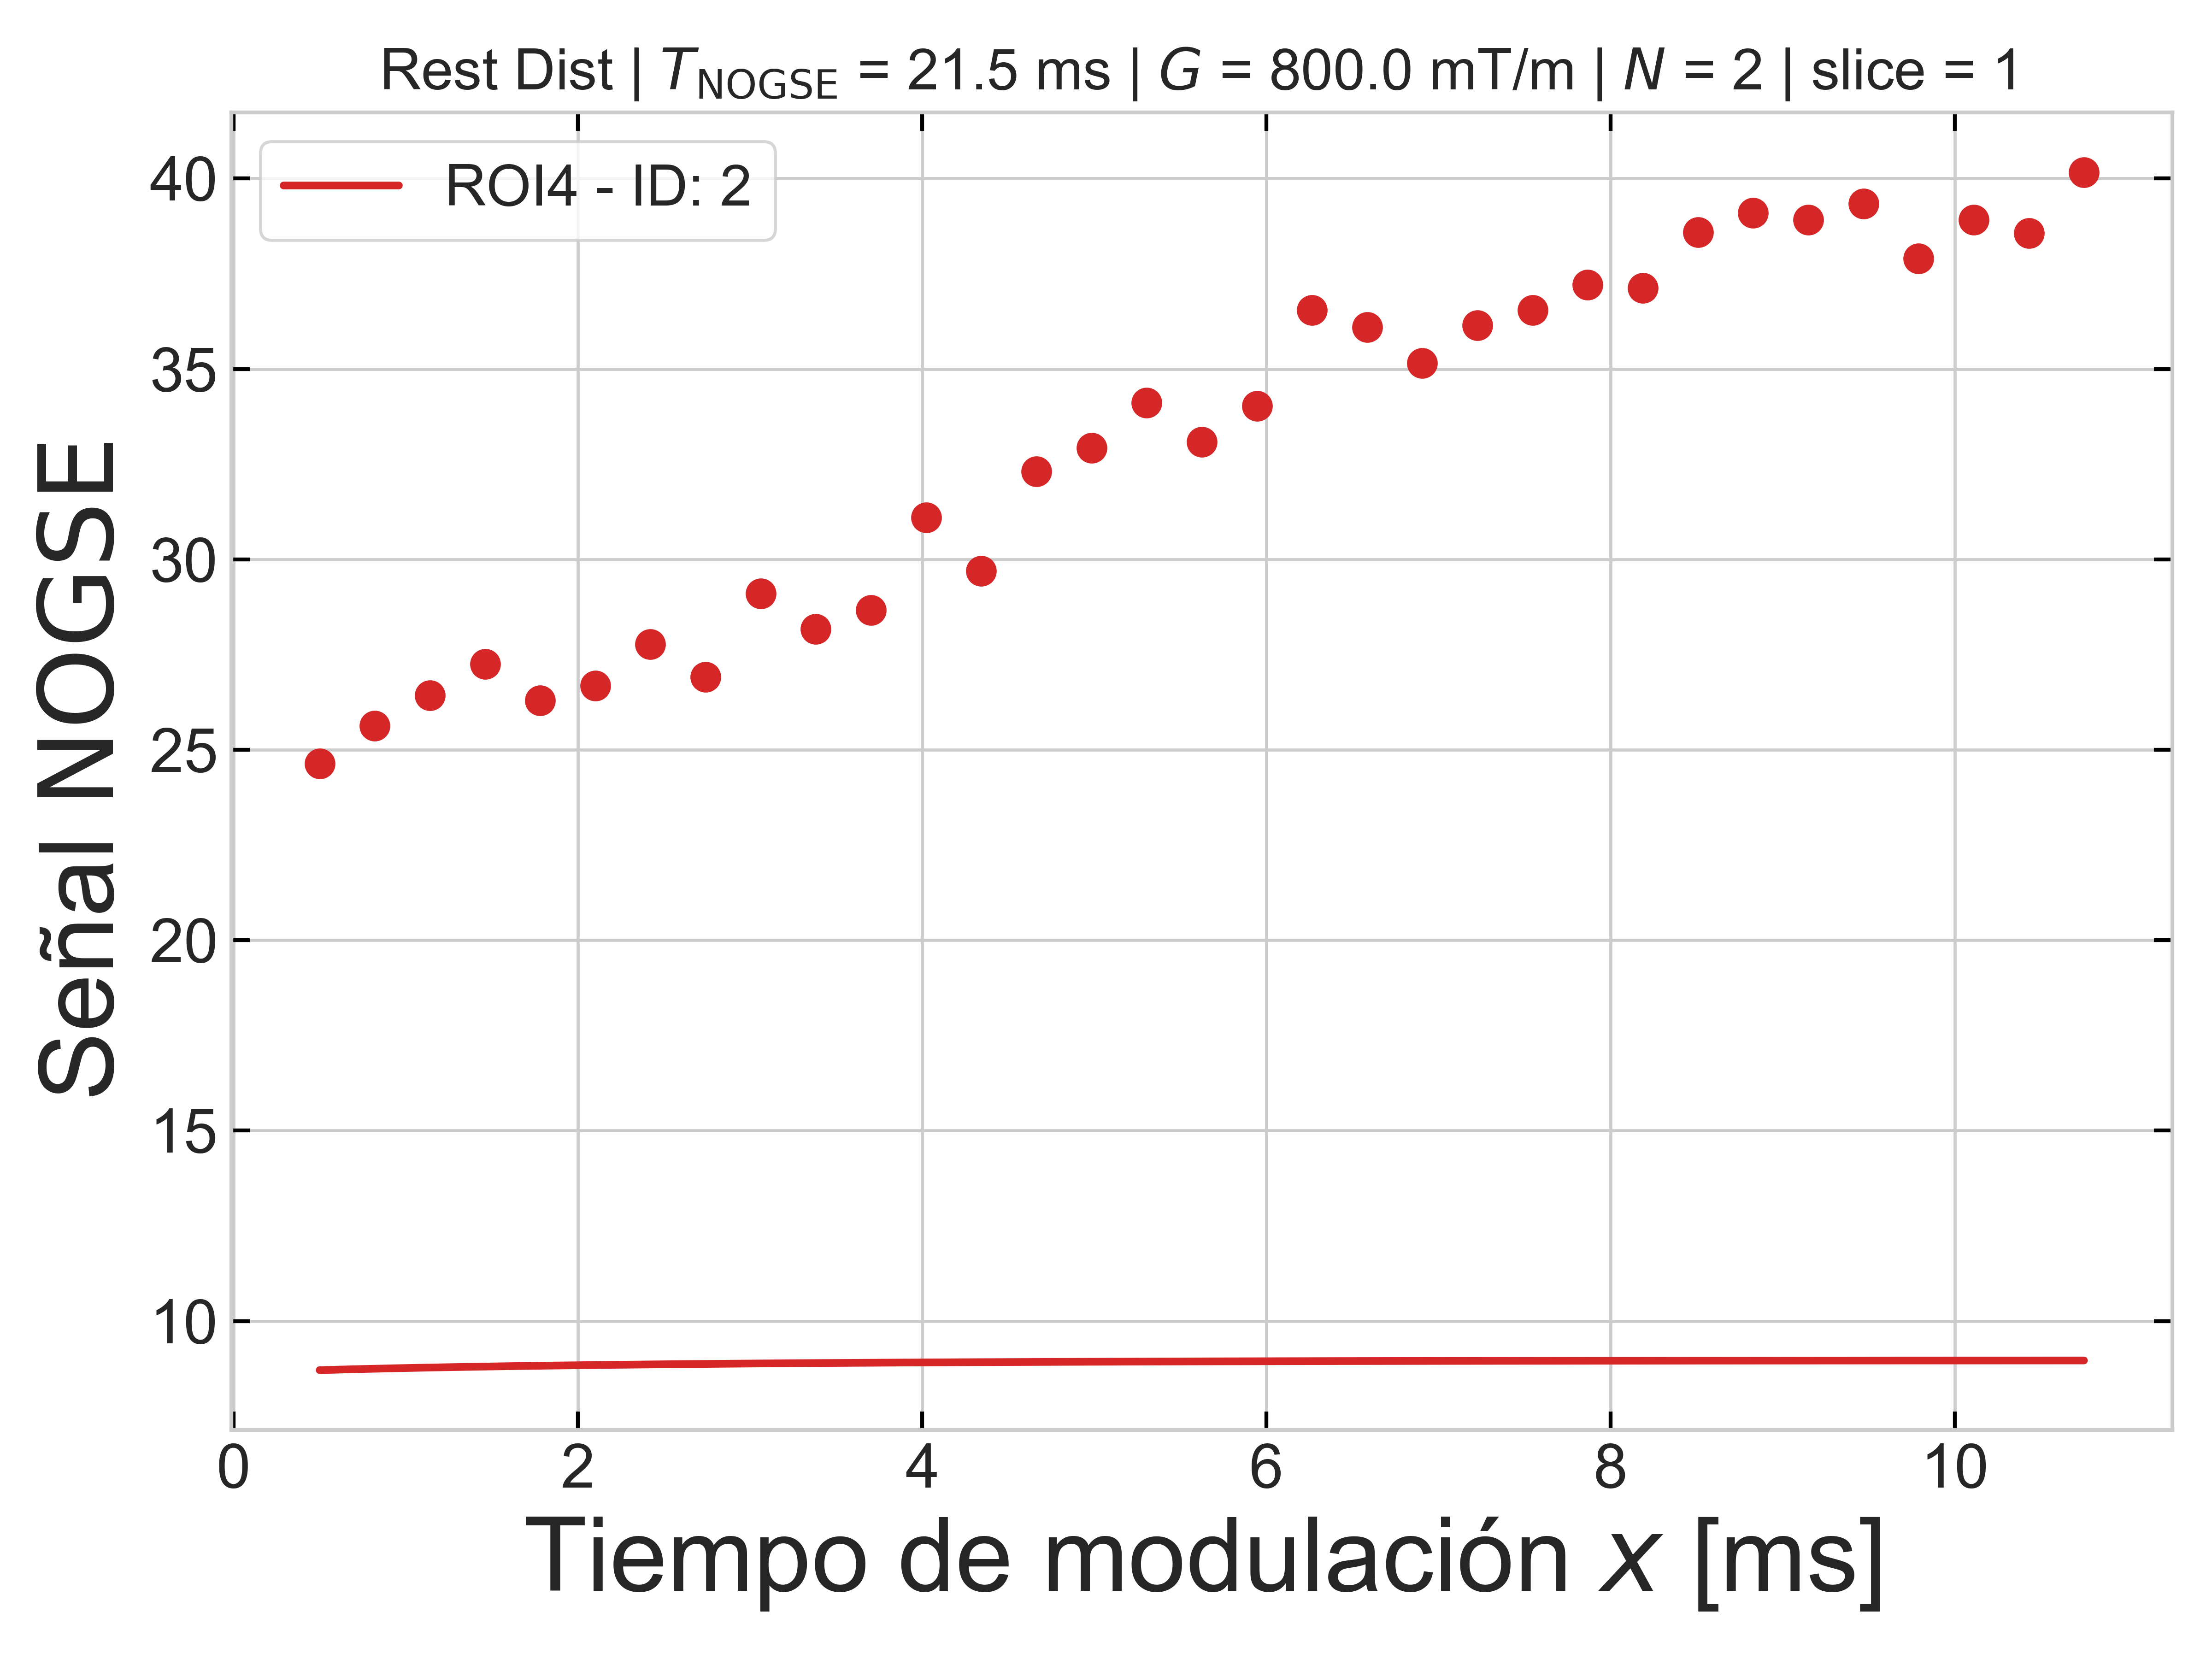 Rest Dist | T_NOGSE = 21.5 ms | G = 800.0 mT/m | N = 2 | slice = 1
ROI4 - ID: 2
40
35
30
25
20
15
10
Señal NOGSE
0 2 4 6 8 10
Tiempo de modulación x [ms]